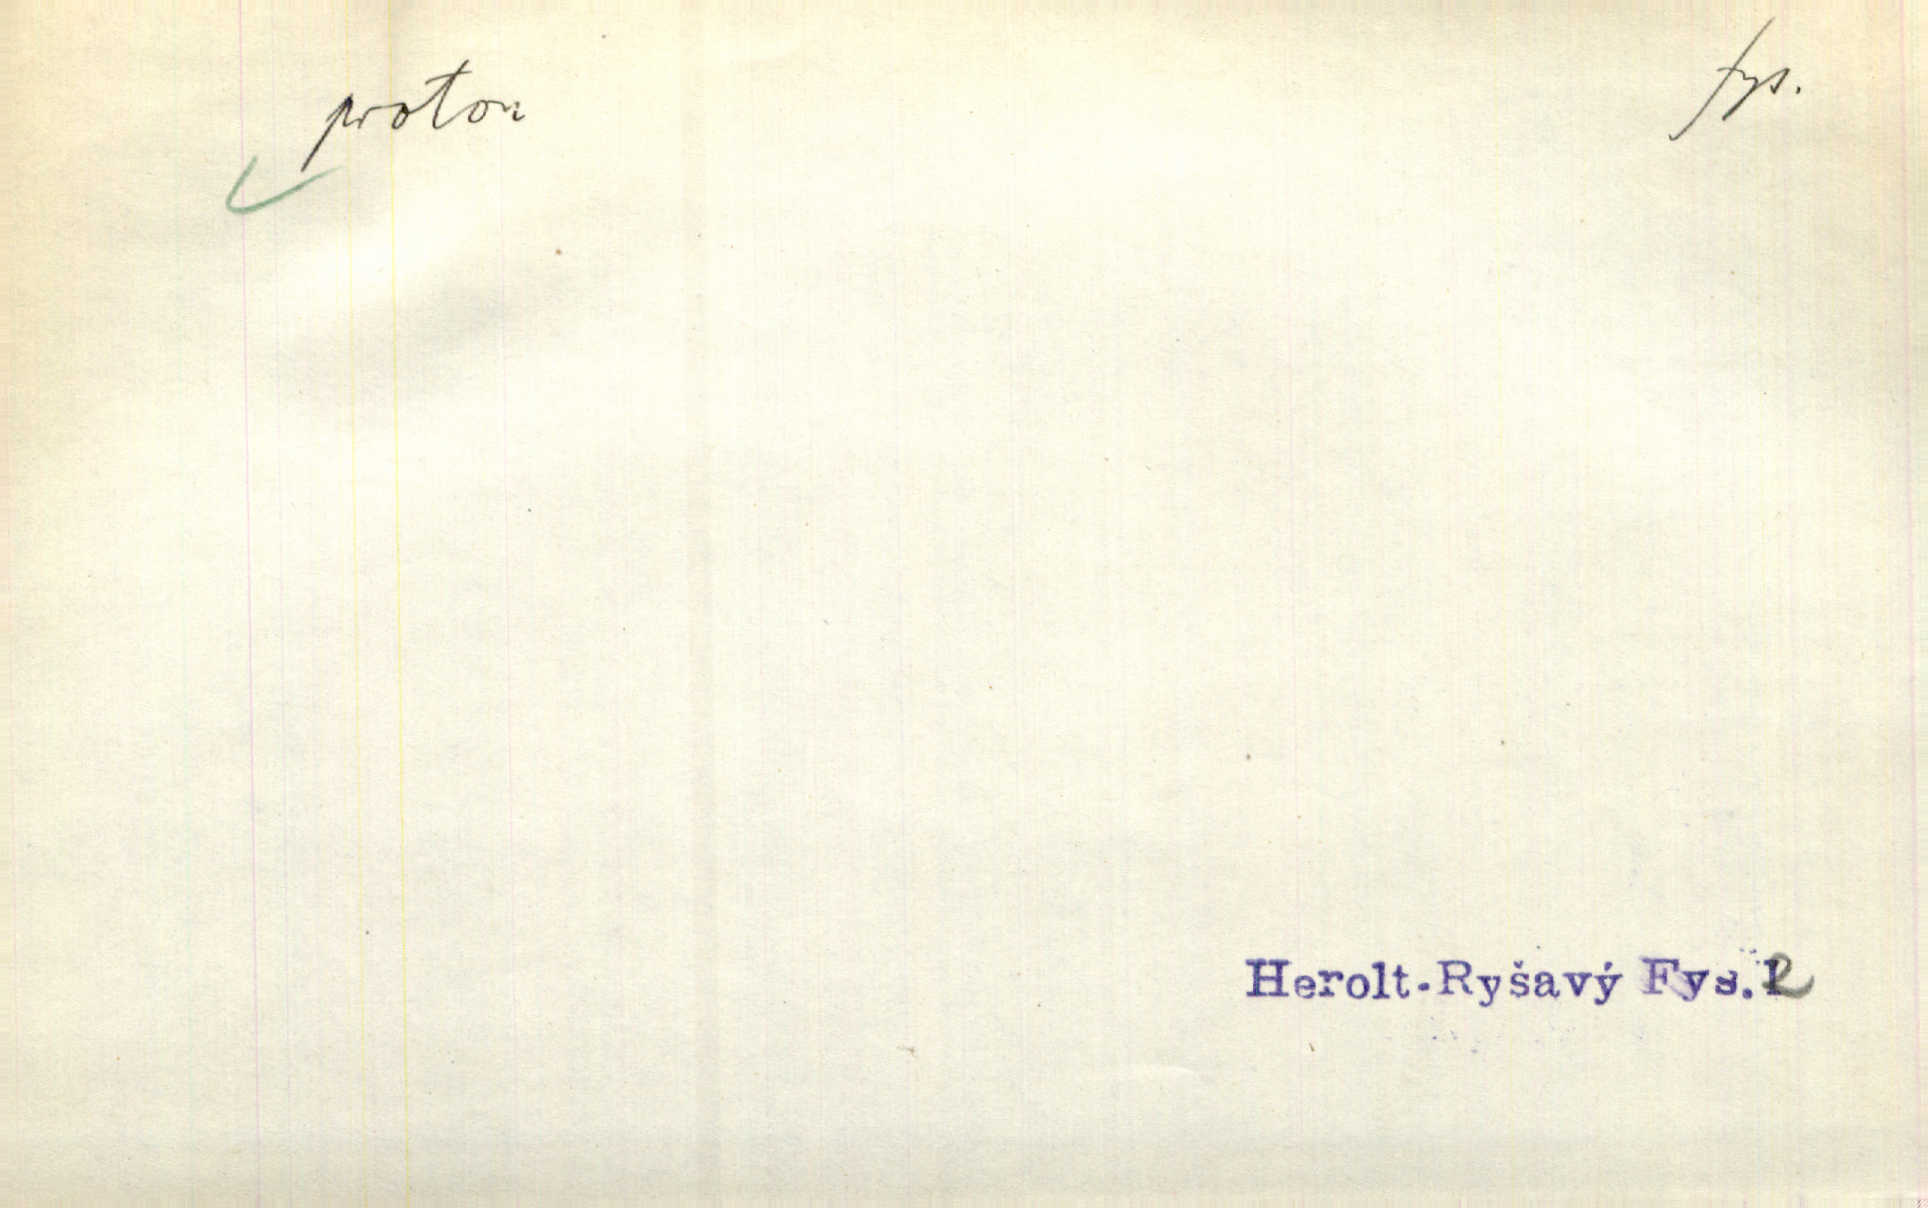 proton
fys.
Herolt-Ryšavý Fys.2